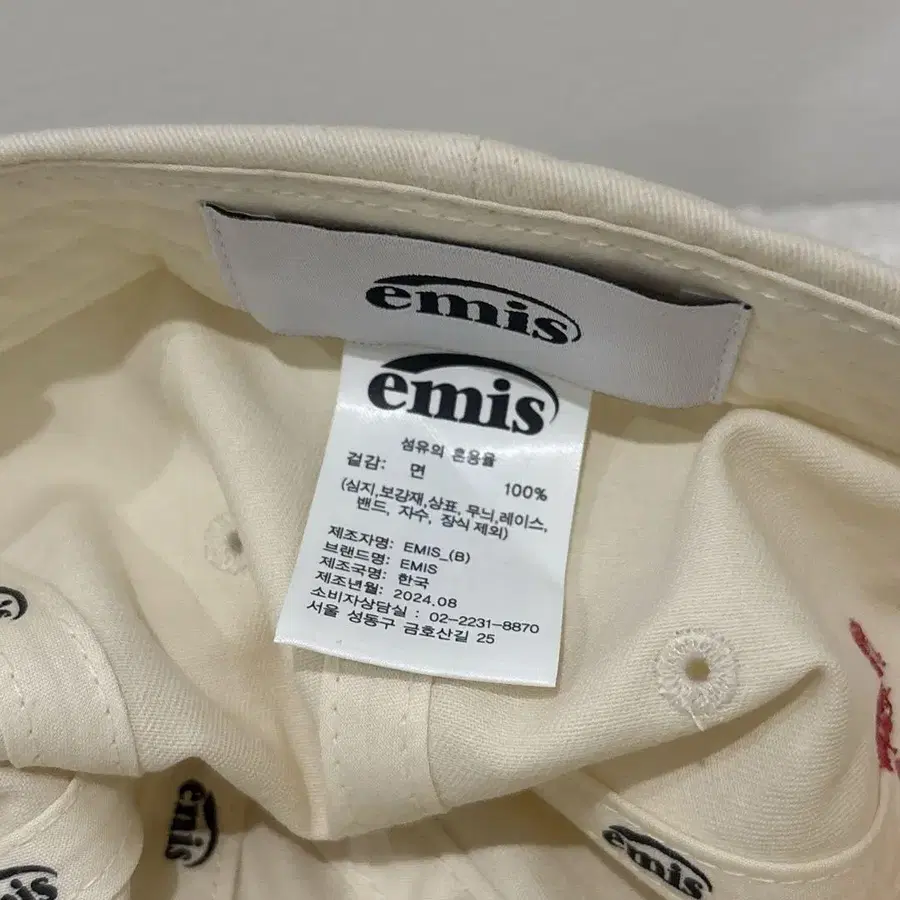 emis
emis
섬유의 혼용율
겉감: 면 100%
(심지,보강재,상표, 무늬,레이스,
밴드, 자수, 장식 제외)
제조자명: EMIS_(B)
브랜드명: EMIS
제조국명: 한국
제조년월: 2024.08
소비자상담실 : 02-2231-8870
서울 성동구 금호산길 25
emis
emis
emis